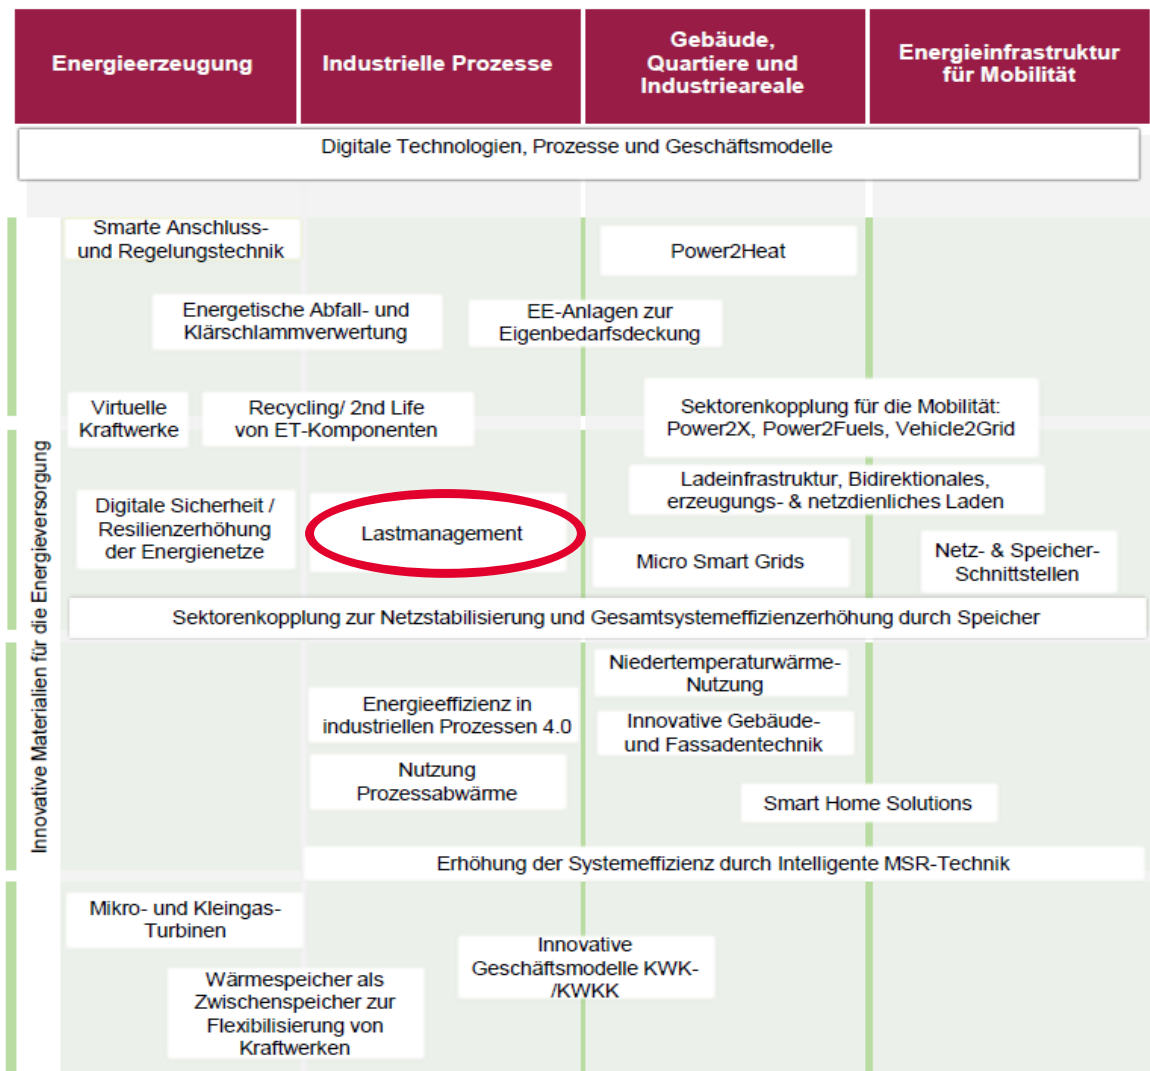 Energieerzeugung
Industrielle Prozesse
Gebäude,
Quartiere und
Industrieareale
Energieinfrastruktur
für Mobilität
Digitale Technologien, Prozesse und Geschäftsmodelle
Innovative Materialien für die Energieversorgung
Smarte Anschluss-
und Regelungstechnik
Power2Heat
Energetische Abfall- und
Klärschlammverwertung
EE-Anlagen zur
Eigenbedarfsdeckung
Virtuelle
Kraftwerke
Recycling/ 2nd Life
von ET-Komponenten
Sektorenkopplung für die Mobilität:
Power2X, Power2Fuels, Vehicle2Grid
Ladeinfrastruktur, Bidirektionales,
erzeugungs- & netzdienliches Laden
Digitale Sicherheit /
Resilienzerhöhung
der Energienetze
Lastmanagement
Micro Smart Grids
Netz- & Speicher-
Schnittstellen
Sektorenkopplung zur Netzstabilisierung und Gesamtsystemeffizienzerhöhung durch Speicher
Niedertemperaturwärme-
Nutzung
Energieeffizienz in
industriellen Prozessen 4.0
Innovative Gebäude-
und Fassadentechnik
Nutzung
Prozessabwärme
Smart Home Solutions
Erhöhung der Systemeffizienz durch Intelligente MSR-Technik
Mikro- und Kleingas-
Turbinen
Innovative
Geschäftsmodelle KWK-
/KWKK
Wärmespeicher als
Zwischenspeicher zur
Flexibilisierung von
Kraftwerken